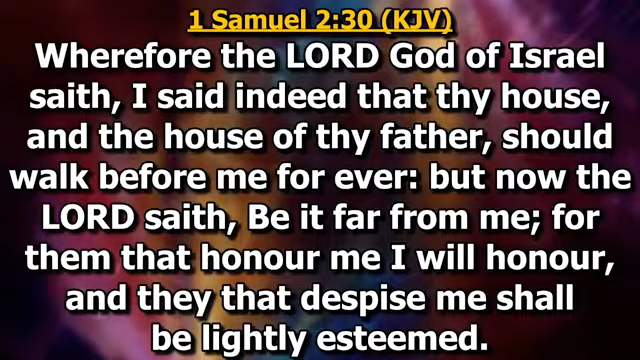 1 Samuel 2:30 (KJV)
Wherefore the LORD God of Israel
saith, I said indeed that thy house,
and the house of thy father, should
walk before me for ever: but now the
LORD saith, Be it far from me; for
them that honour me I will honour,
and they that despise me shall
be lightly esteemed.